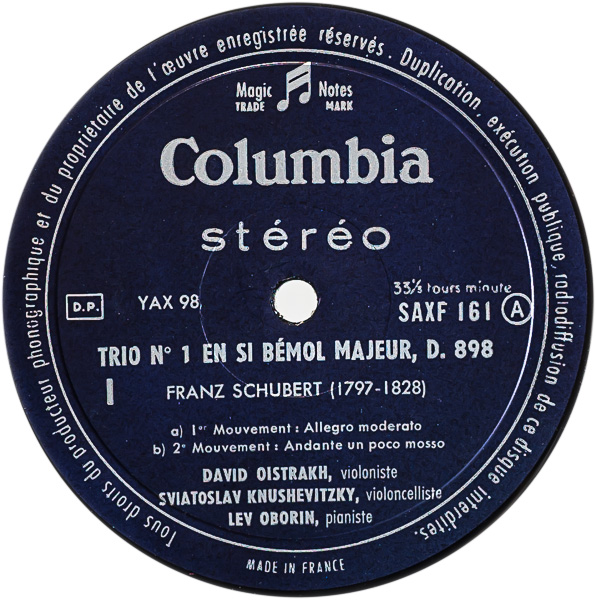 Tous droits du producteur phonographique et du propriétaire de l'œuvre enregistrée réservés. Duplication, exécution publique, radiodiffusion de ce disque interdites.
Magic Notes
TRADE MARK
Columbia
stéréo
33⅓ tours minute
D.P. YAX 98 SAXF 161 A
TRIO N° 1 EN SI BÉMOL MAJEUR, D. 898
I FRANZ SCHUBERT (1797-1828)
a) 1er Mouvement : Allegro moderato
b) 2e Mouvement : Andante un poco mosso
DAVID OISTRAKH, violoniste
SVIATOSLAV KNUSHEVITZKY, violoncelliste
LEV OBORIN, pianiste
MADE IN FRANCE